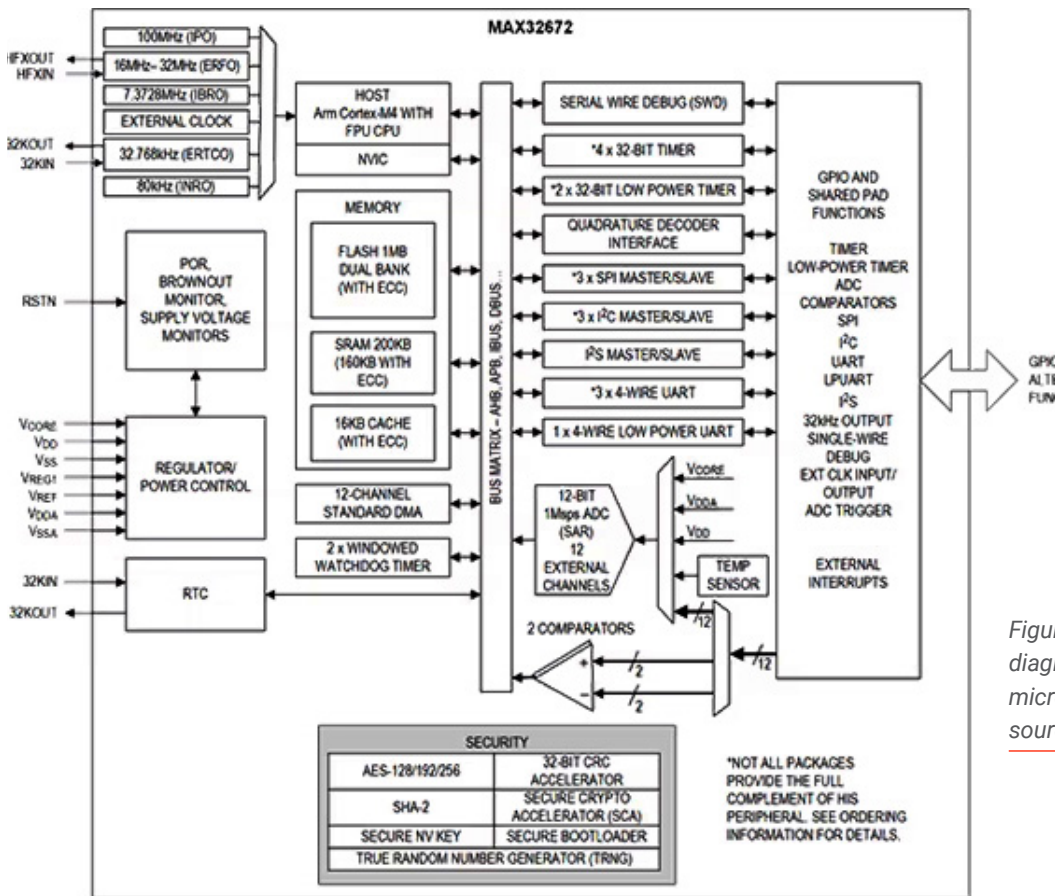 MAX32672
100MHz (IPO)
HFXOUT
HFXIN
16MHz– 32MHz (ERFO)
7.3728MHz (IBRO)
EXTERNAL CLOCK
32KOUT
32KIN
32.768kHz (ERTCO)
80kHz (INRO)
HOST
Arm Cortex-M4 WITH
FPU CPU
NVIC
MEMORY
FLASH 1MB
DUAL BANK
(WITH ECC)
SRAM 200KB
(160KB WITH
ECC)
16KB CACHE
(WITH ECC)
12-CHANNEL
STANDARD DMA
2 x WINDOWED
WATCHDOG TIMER
RSTN
POR,
BROWNOUT
MONITOR,
SUPPLY VOLTAGE
MONITORS
VCORE
VDD
VSS
VREG1
VREF
VDDA
VSSA
REGULATOR/
POWER CONTROL
32KIN
32KOUT
RTC
BUS MATRIX – AHB, APB, IBUS, DBUS...
SERIAL WIRE DEBUG (SWD)
*4 x 32-BIT TIMER
*2 x 32-BIT LOW POWER TIMER
QUADRATURE DECODER
INTERFACE
*3 x SPI MASTER/SLAVE
*3 x I²C MASTER/SLAVE
I²S MASTER/SLAVE
*3 x 4-WIRE UART
1 x 4-WIRE LOW POWER UART
12-BIT
1Msps ADC
(SAR)
12
EXTERNAL
CHANNELS
VCORE
VDDA
VDD
TEMP
SENSOR
/12
/12
2 COMPARATORS
+
−
/2
/2
GPIO AND
SHARED PAD
FUNCTIONS
TIMER
LOW-POWER TIMER
ADC
COMPARATORS
SPI
I²C
UART
LPUART
I²S
32kHz OUTPUT
SINGLE-WIRE
DEBUG
EXT CLK INPUT/
OUTPUT
ADC TRIGGER
EXTERNAL
INTERRUPTS
SECURITY
AES-128/192/256
32-BIT CRC
ACCELERATOR
SHA-2
SECURE CRYPTO
ACCELERATOR (SCA)
SECURE NV KEY
SECURE BOOTLOADER
TRUE RANDOM NUMBER GENERATOR (TRNG)
*NOT ALL PACKAGES
PROVIDE THE FULL
COMPLEMENT OF HIS
PERIPHERAL. SEE ORDERING
INFORMATION FOR DETAILS.